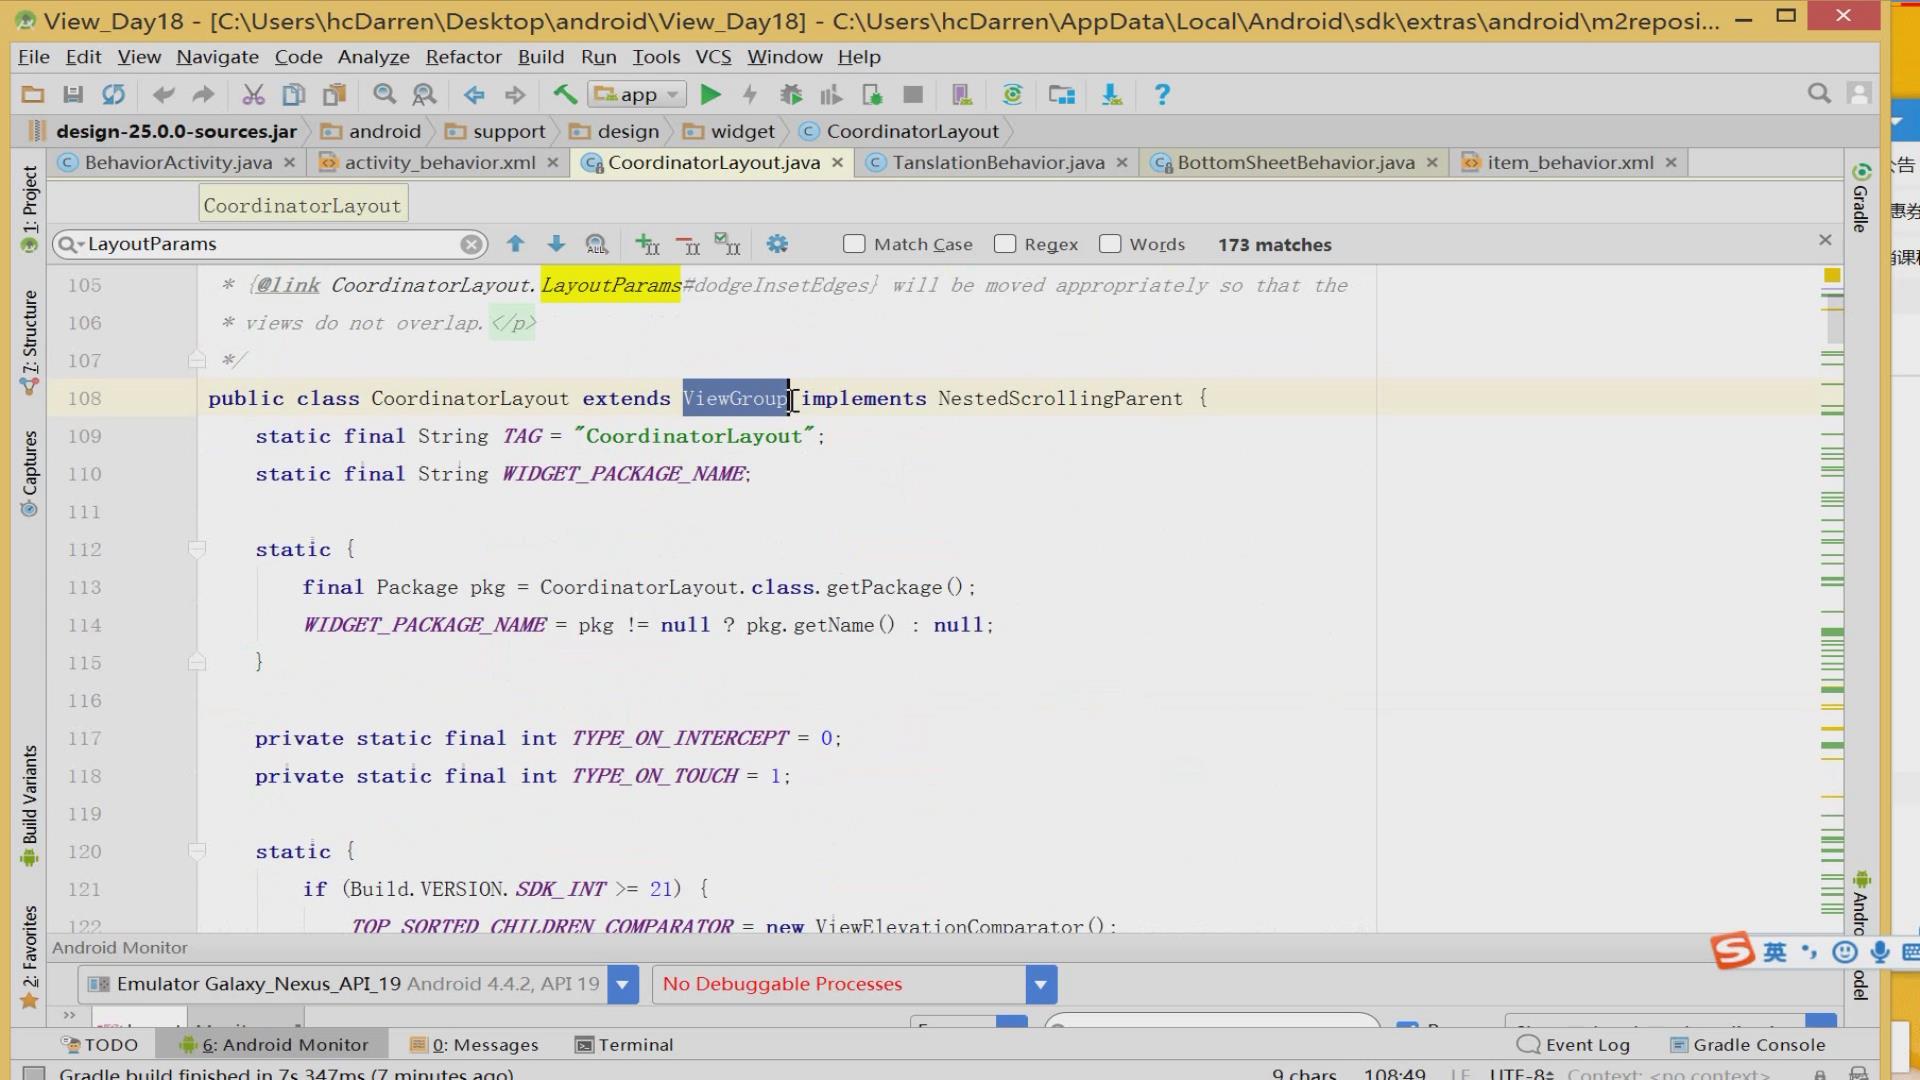 View_Day18 - [C:\Users\hcDarren\Desktop\android\View_Day18] - C:\Users\hcDarren\AppData\Local\Android\sdk\extras\android\m2reposi...
File Edit View Navigate Code Analyze Refactor Build Run Tools VCS Window Help
app
design-25.0.0-sources.jar android support design widget CoordinatorLayout
BehaviorActivity.java activity_behavior.xml CoordinatorLayout.java TanslationBehavior.java BottomSheetBehavior.java item_behavior.xml
CoordinatorLayout
LayoutParams Match Case Regex Words 173 matches
105 * {@link CoordinatorLayout.LayoutParams#dodgeInsetEdges} will be moved appropriately so that the
106 * views do not overlap.</p>
107 */
108 public class CoordinatorLayout extends ViewGroup implements NestedScrollingParent {
109 static final String TAG = "CoordinatorLayout";
110 static final String WIDGET_PACKAGE_NAME;
111
112 static {
113 final Package pkg = CoordinatorLayout.class.getPackage();
114 WIDGET_PACKAGE_NAME = pkg != null ? pkg.getName() : null;
115 }
116
117 private static final int TYPE_ON_INTERCEPT = 0;
118 private static final int TYPE_ON_TOUCH = 1;
119
120 static {
121 if (Build.VERSION.SDK_INT >= 21) {
122 TOP_SORTED_CHILDREN_COMPARATOR = new ViewElevationComparator();
1: Project
7: Structure
Captures
Build Variants
2: Favorites
Gradle
惠券
英
Android Monitor
Emulator Galaxy_Nexus_API_19 Android 4.4.2, API 19 No Debuggable Processes
TODO 6: Android Monitor 0: Messages Terminal Event Log Gradle Console
Gradle build finished in 7s 347ms (7 minutes ago) 9 chars 108:49 LF UTF-8 Context: <no context>